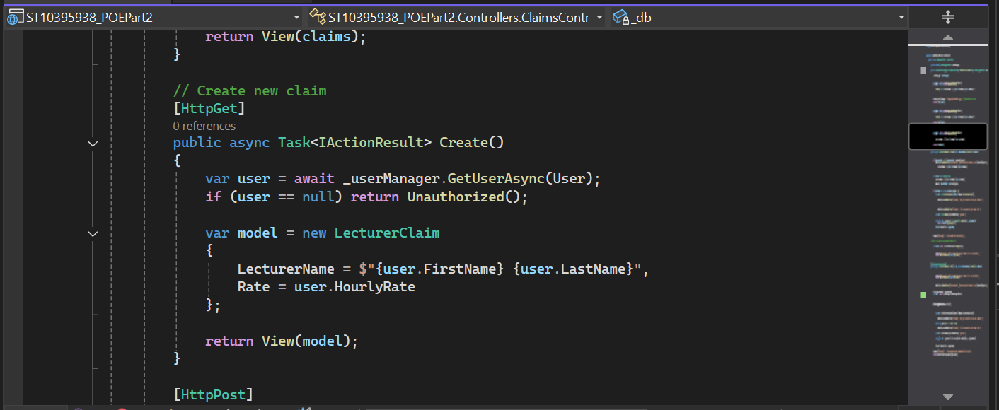 ST10395938_POEPart2 ST10395938_POEPart2.Controllers.ClaimsContr _db
return View(claims);
}
// Create new claim
[HttpGet]
0 references
public async Task<IActionResult> Create()
{
var user = await _userManager.GetUserAsync(User);
if (user == null) return Unauthorized();
var model = new LecturerClaim
{
LecturerName = $"{user.FirstName} {user.LastName}",
Rate = user.HourlyRate
};
return View(model);
}
[HttpPost]